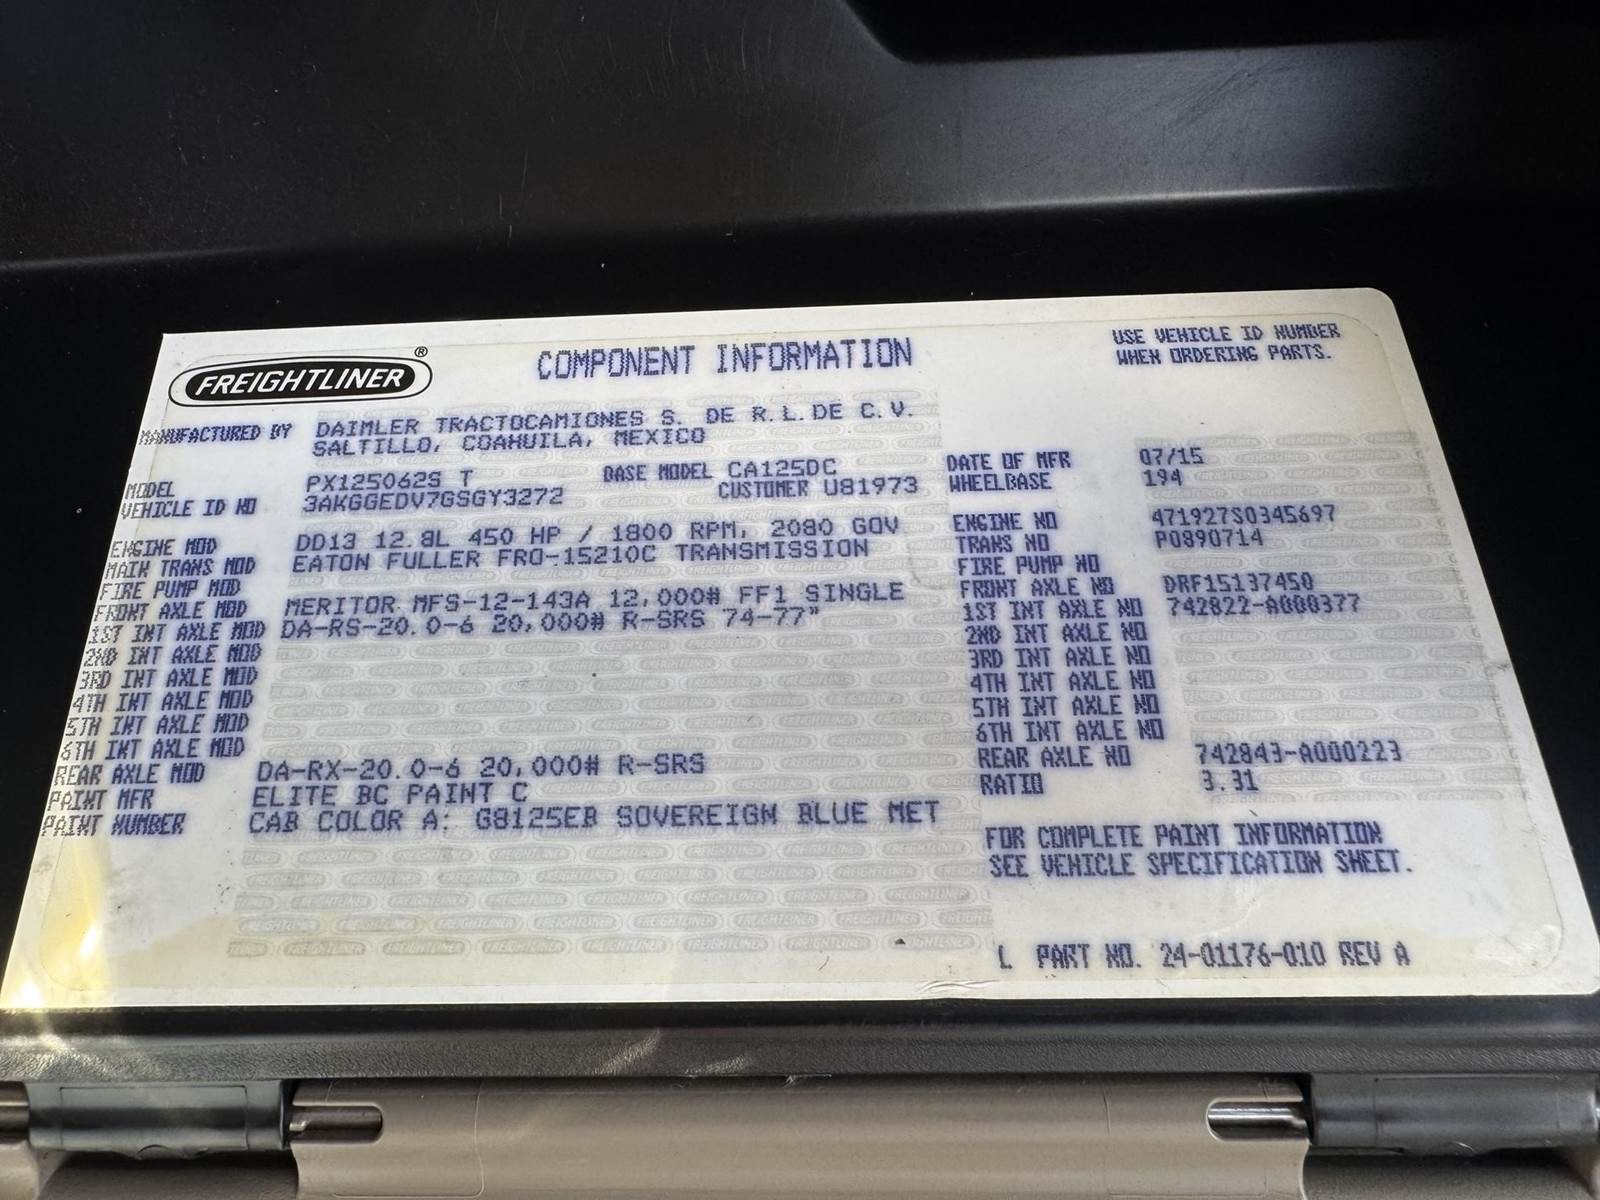 FREIGHTLINER ®
COMPONENT INFORMATION
USE VEHICLE ID NUMBER
WHEN ORDERING PARTS.
MANUFACTURED BY DAIMLER TRACTOCAMIONES S. DE R.L.DE C.V.
SALTILLO, COAHUILA, MEXICO
MODEL PX125062S T BASE MODEL CA125DC
VEHICLE ID NO 3AKGGEDV7GSGY3272 CUSTOMER U81973
DATE OF MFR 07/15
WHEELBASE 194
ENGINE MOD DD13 12.8L 450 HP / 1800 RPM, 2080 GOV
MAIN TRANS MOD EATON FULLER FRO-15210C TRANSMISSION
FIRE PUMP MOD
FRONT AXLE MOD MERITOR MFS-12-143A 12,000# FF1 SINGLE
1ST INT AXLE MOD DA-RS-20.0-6 20,000# R-SRS 74-77"
2ND INT AXLE MOD
3RD INT AXLE MOD
4TH INT AXLE MOD
5TH INT AXLE MOD
6TH INT AXLE MOD
REAR AXLE MOD DA-RX-20.0-6 20,000# R-SRS
PAINT MFR ELITE BC PAINT C
PAINT NUMBER CAB COLOR A: G8125EB SOVEREIGN BLUE MET
ENGINE NO 471927S0345697
TRANS NO P0890714
FIRE PUMP NO
FRONT AXLE NO DRF15137450
1ST INT AXLE NO 742822-A000377
2ND INT AXLE NO
3RD INT AXLE NO
4TH INT AXLE NO
5TH INT AXLE NO
6TH INT AXLE NO
REAR AXLE NO 742843-A000223
RATIO 3.31
FOR COMPLETE PAINT INFORMATION
SEE VEHICLE SPECIFICATION SHEET.
L PART NO. 24-01176-010 REV A